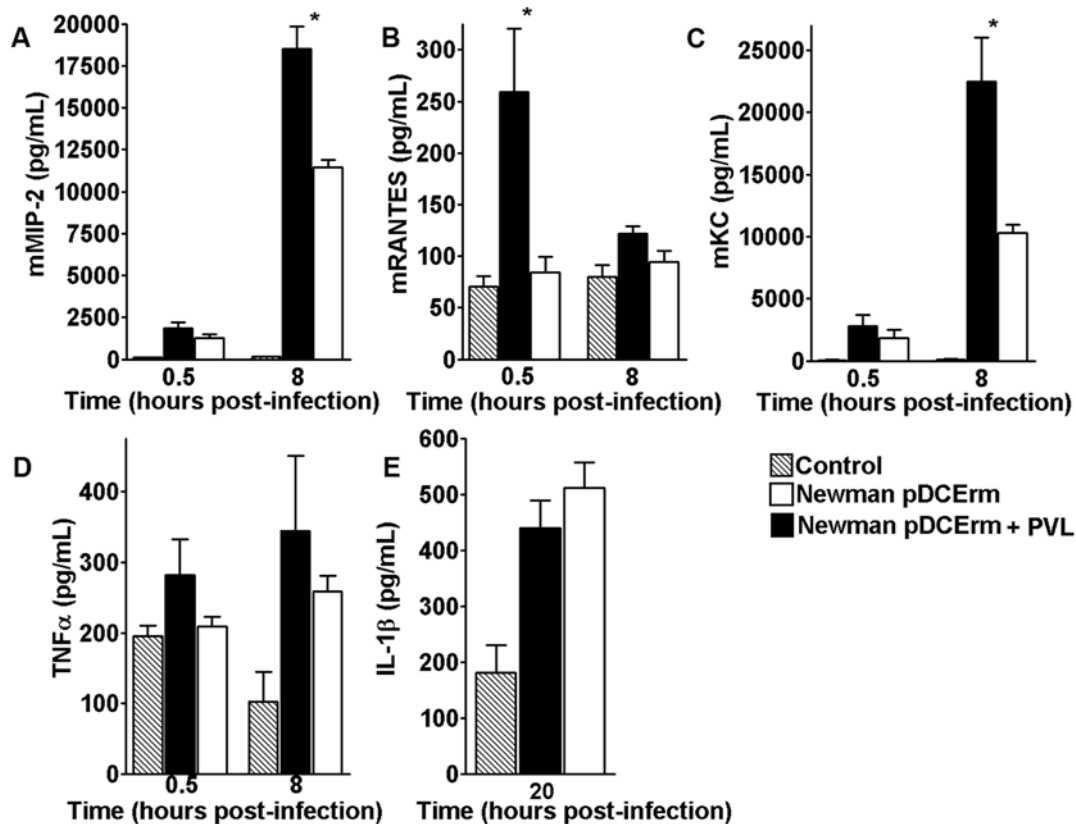 A
mMIP-2 (pg/mL)
20000
17500
15000
12500
10000
7500
5000
2500
0
*
0.5 8
Time (hours post-infection)
B
mRANTES (pg/mL)
300
250
200
150
100
50
0
*
0.5 8
Time (hours post-infection)
C
mKC (pg/mL)
25000
20000
15000
10000
5000
0
*
0.5 8
Time (hours post-infection)
D
TNFα (pg/mL)
400
300
200
100
0
0.5 8
Time (hours post-infection)
E
IL-1β (pg/mL)
600
500
400
300
200
100
0
20
Time (hours post-infection)
Control
Newman pDCErm
Newman pDCErm + PVL